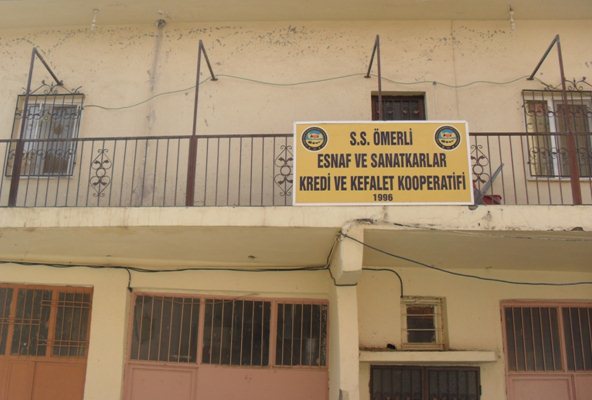 S.S. ÖMERLİ
ESNAF VE SANATKARLAR
KREDİ VE KEFALET KOOPERATİFİ
1996